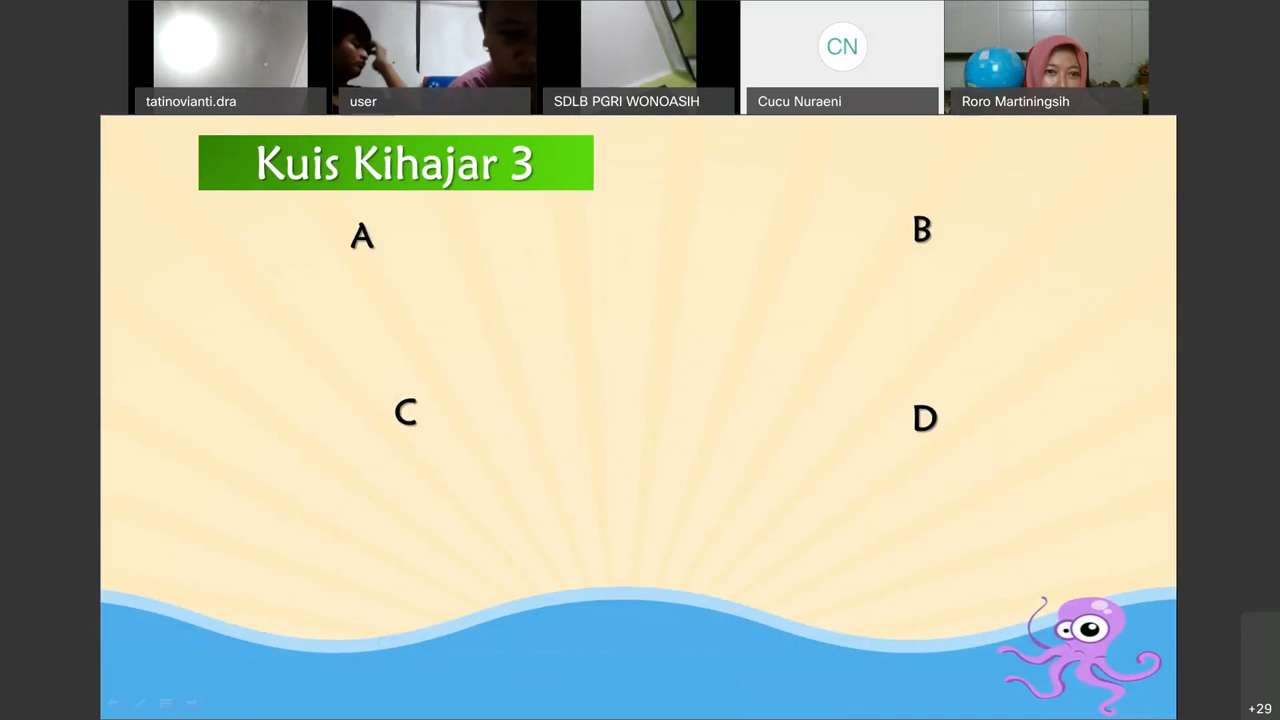 tatinovianti.dra
user
SDLB PGRI WONOASIH
CN
Cucu Nuraeni
Roro Martiningsih
Kuis Kihajar 3
A
B
C
D
+29